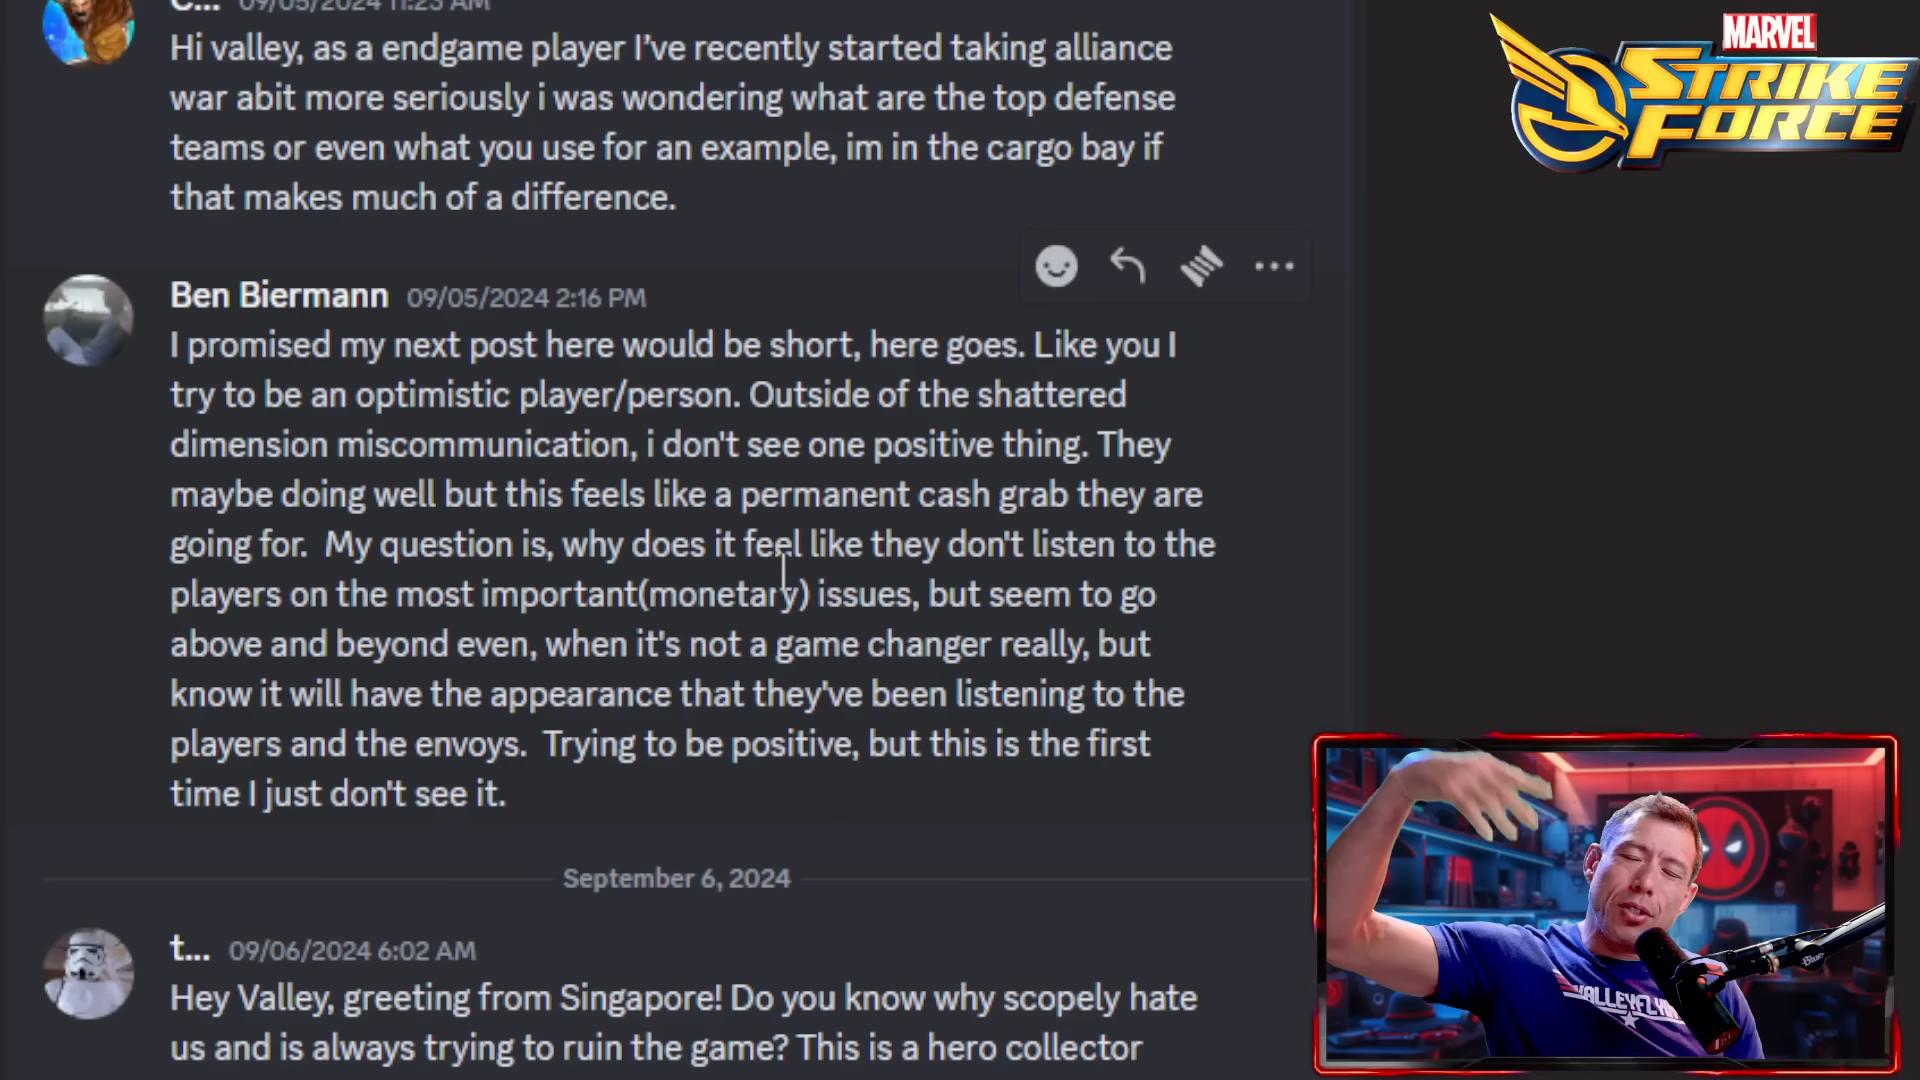 C... 09/05/2024 11:23 AM
Hi valley, as a endgame player I've recently started taking alliance
war abit more seriously i was wondering what are the top defense
teams or even what you use for an example, im in the cargo bay if
that makes much of a difference.
Ben Biermann 09/05/2024 2:16 PM
I promised my next post here would be short, here goes. Like you I
try to be an optimistic player/person. Outside of the shattered
dimension miscommunication, i don't see one positive thing. They
maybe doing well but this feels like a permanent cash grab they are
going for.  My question is, why does it feel like they don't listen to the
players on the most important(monetary) issues, but seem to go
above and beyond even, when it's not a game changer really, but
know it will have the appearance that they've been listening to the
players and the envoys.  Trying to be positive, but this is the first
time I just don't see it.
September 6, 2024
t... 09/06/2024 6:02 AM
Hey Valley, greeting from Singapore! Do you know why scopely hate
us and is always trying to ruin the game? This is a hero collector
MARVEL
STRIKE
FORCE
Blue